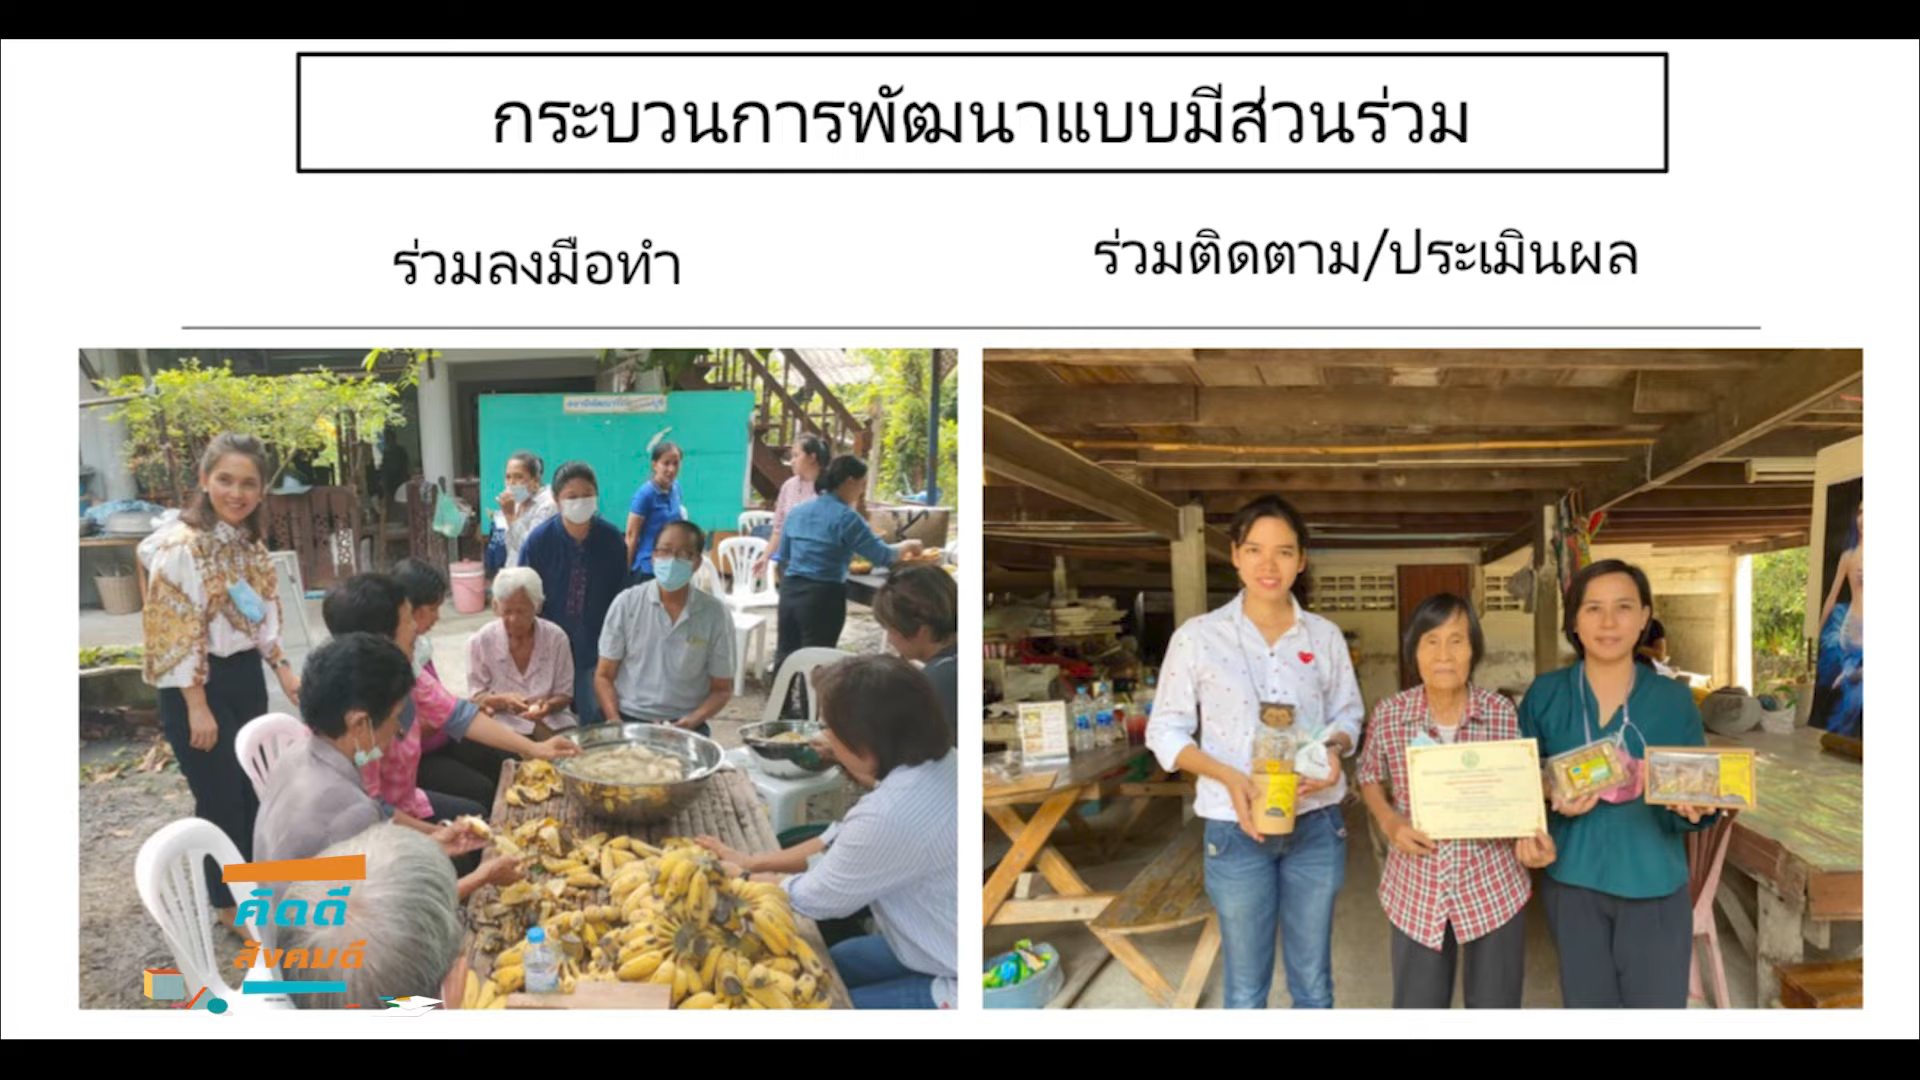 กระบวนการพัฒนาแบบมีส่วนร่วม
ร่วมลงมือทำ
ร่วมติดตาม/ประเมินผล
คิดดี
สังคมดี